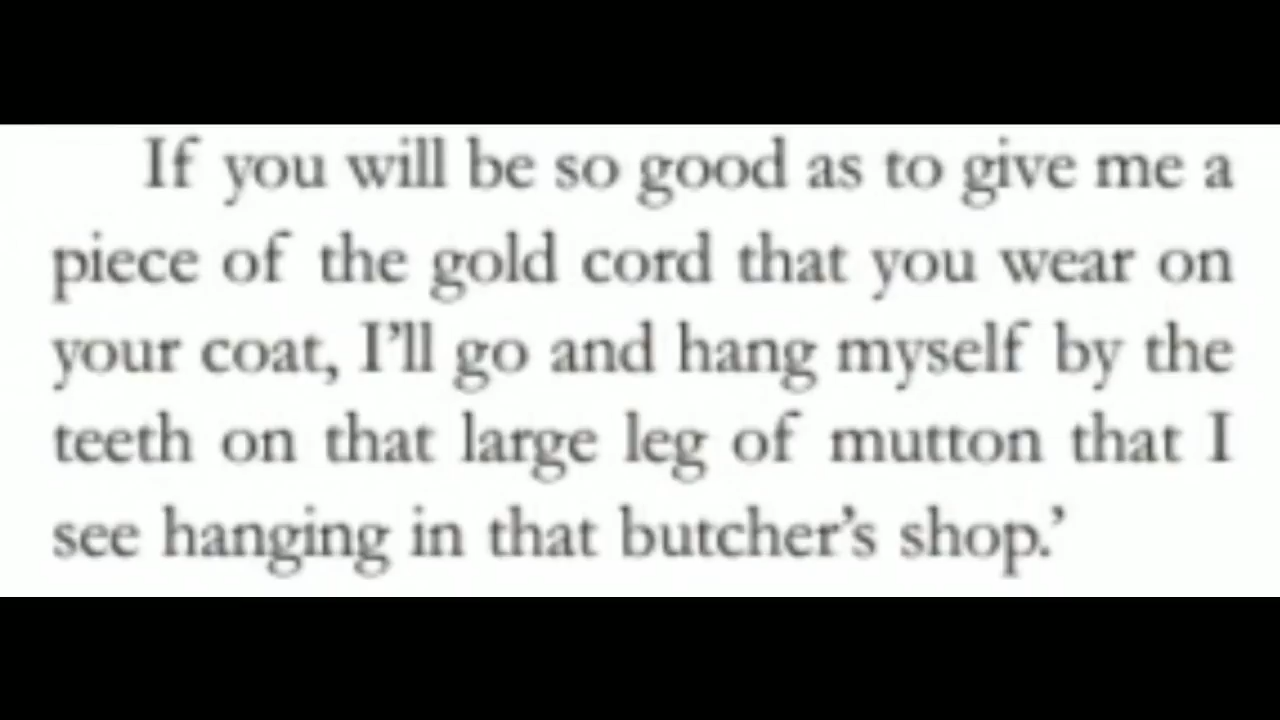 If you will be so good as to give me a
piece of the gold cord that you wear on
your coat, I’ll go and hang myself by the
teeth on that large leg of mutton that I
see hanging in that butcher’s shop.’